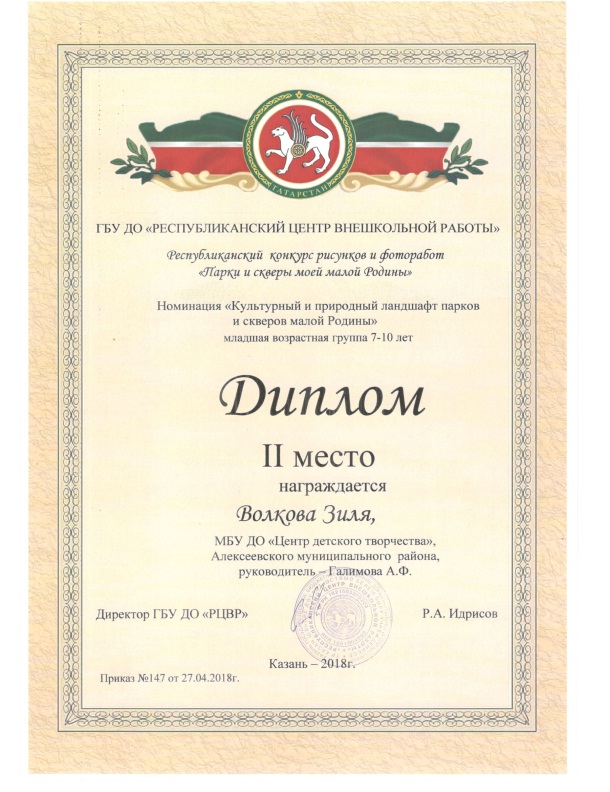 ТАТАРСТАН
ГБУ ДО «РЕСПУБЛИКАНСКИЙ ЦЕНТР ВНЕШКОЛЬНОЙ РАБОТЫ»
Республиканский конкурс рисунков и фоторабот
«Парки и скверы моей малой Родины»
Номинация «Культурный и природный ландшафт парков
и скверов малой Родины»
младшая возрастная группа 7-10 лет
Диплом
II место
награждается
Волкова Зиля,
МБУ ДО «Центр детского творчества»,
Алексеевского муниципального района,
руководитель – Галимова А.Ф.
Директор ГБУ ДО «РЦВР»
Р.А. Идрисов
Казань – 2018г.
Приказ №147 от 27.04.2018г.